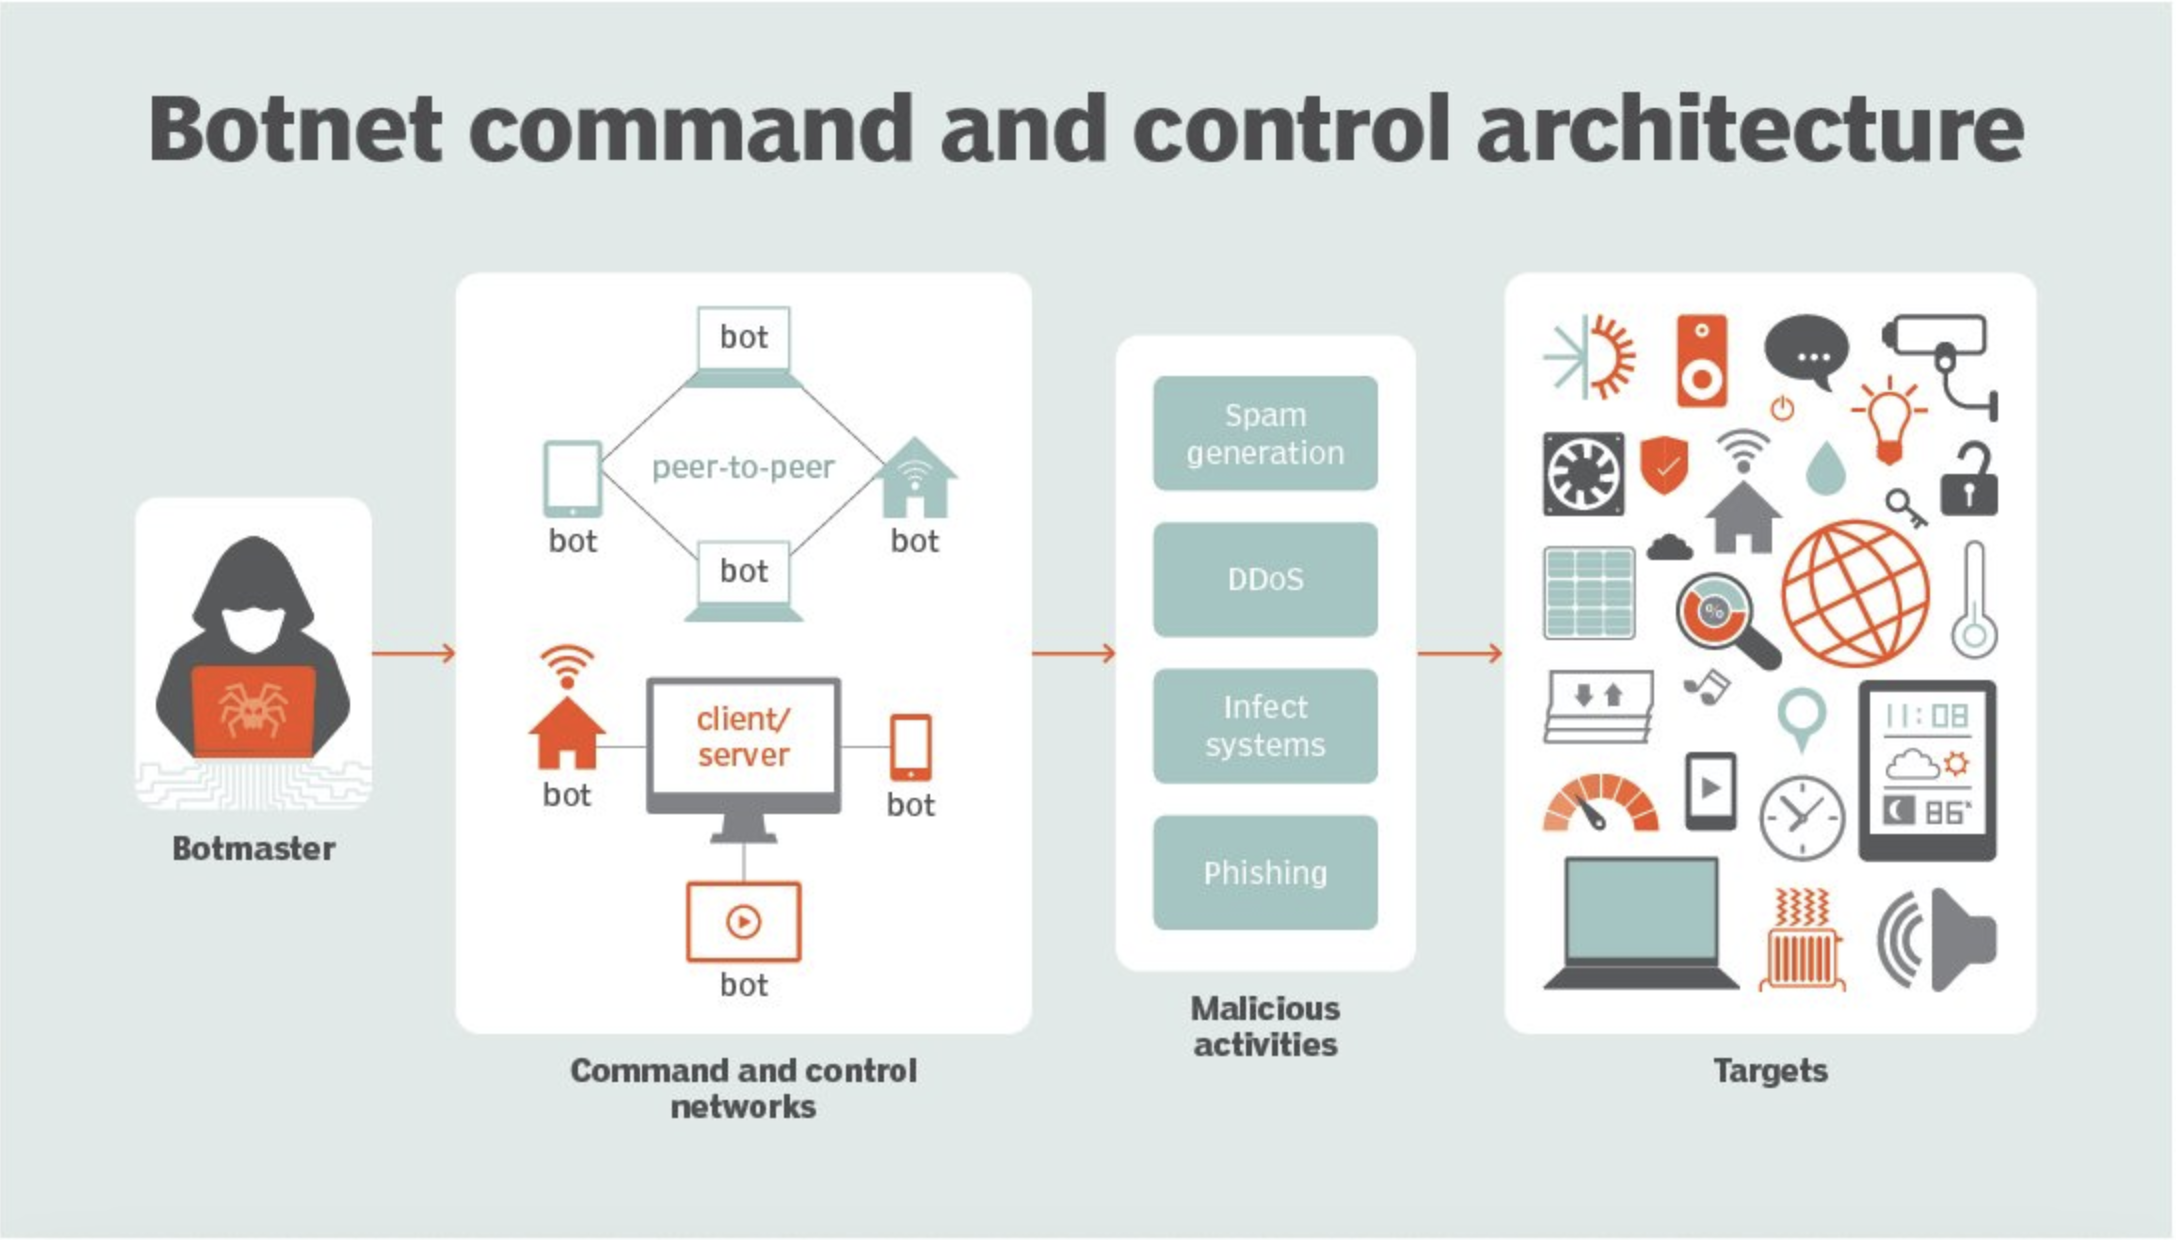 Botnet command and control architecture
Botmaster
bot
peer-to-peer
bot
bot
bot
client/
server
bot
bot
bot
Command and control
networks
Spam
generation
DDoS
Infect
systems
Phishing
Malicious
activities
%
11:08
86°
Targets